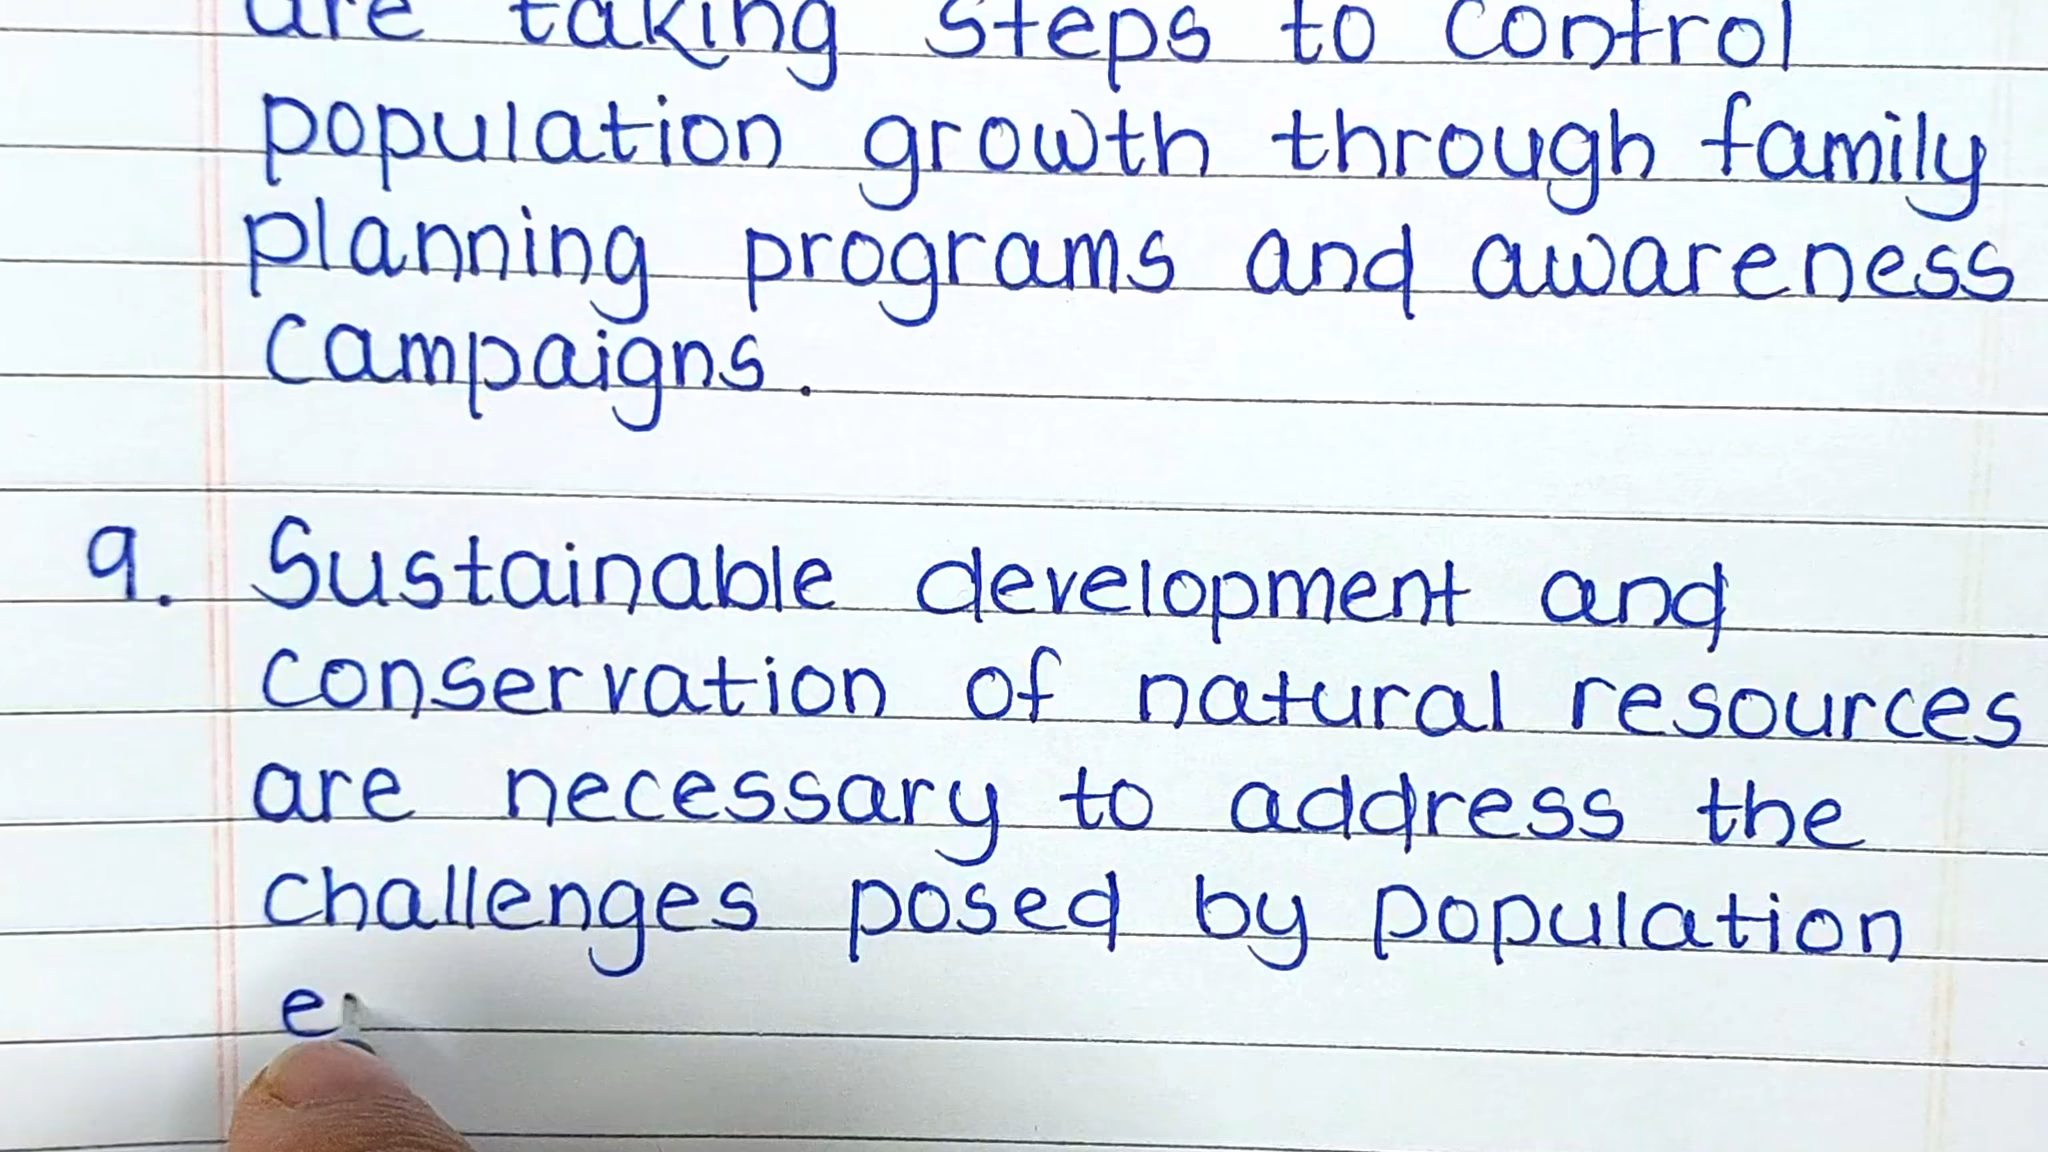 are taking steps to control
population growth through family
planning programs and awareness
campaigns.
9. Sustainable development and
conservation of natural resources
are necessary to address the
challenges posed by population
e